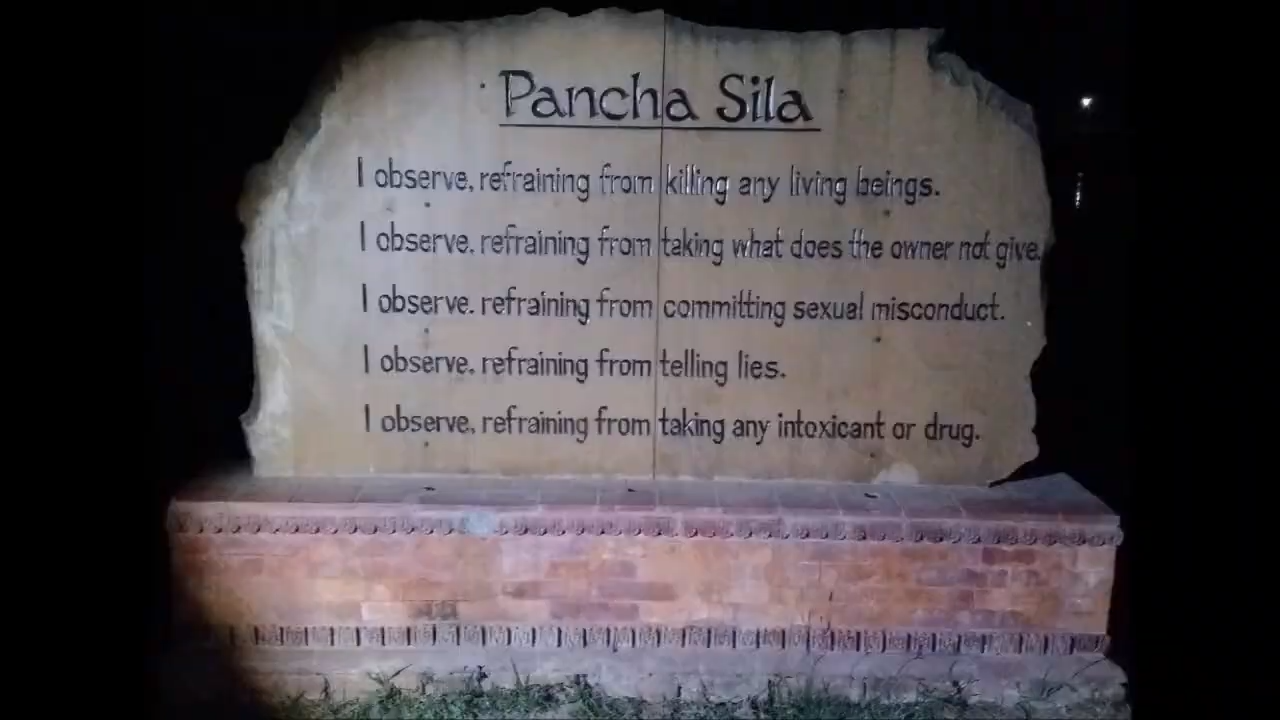 Pancha Sila
I observe, refraining from killing any living beings.
I observe. refraining from taking what does the owner not give.
I observe. refraining from committing sexual misconduct.
I observe, refraining from telling lies.
I observe, refraining from taking any intoxicant or drug.